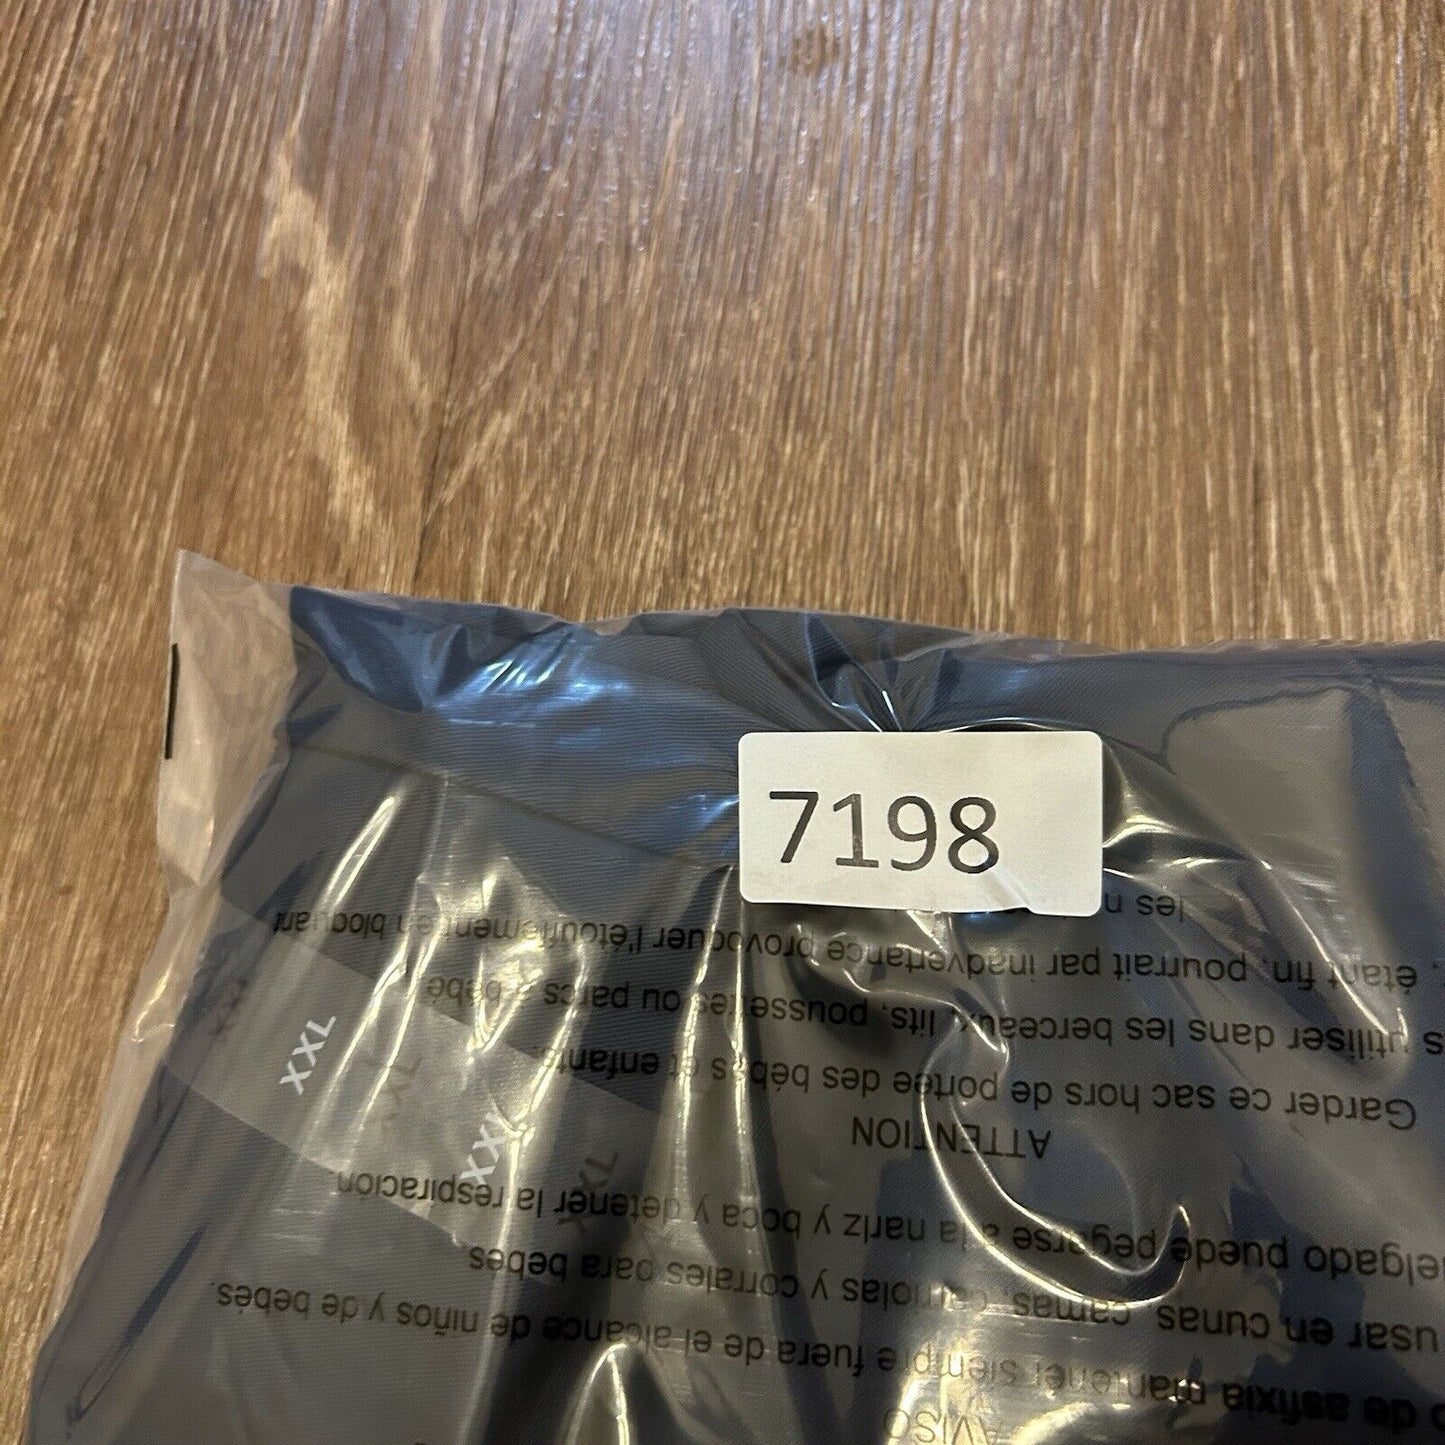 7198
XXL
XXL
AVISO
de asfixia mantener siempre fuera de el alcance de niños y de bebés.
usar en cunas, camas, carriolas y corrales para bebés.
elgado puede pegarse a la nariz y boca y detener la respiración
ATTENTION
Garder ce sac hors de portée des bébés et enfants.
s utiliser dans les berceaux, lits, poussettes ou parcs à bébé
, étant fin, pourrait par inadvertance provoquer l'étouffement en bloquant
les n